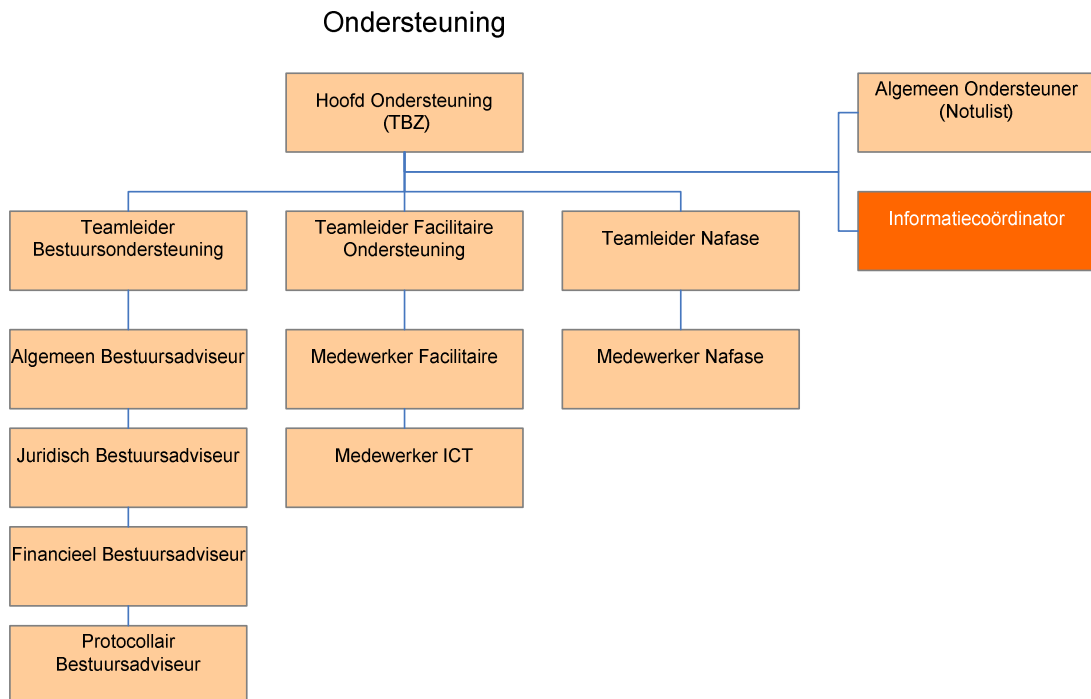 Ondersteuning
Hoofd Ondersteuning
(TBZ)
Algemeen Ondersteuner
(Notulist)
Informatiecoördinator
Teamleider
Bestuursondersteuning
Teamleider Facilitaire
Ondersteuning
Teamleider Nafase
Algemeen Bestuursadviseur
Medewerker Facilitaire
Medewerker Nafase
Juridisch Bestuursadviseur
Medewerker ICT
Financieel Bestuursadviseur
Protocollair
Bestuursadviseur